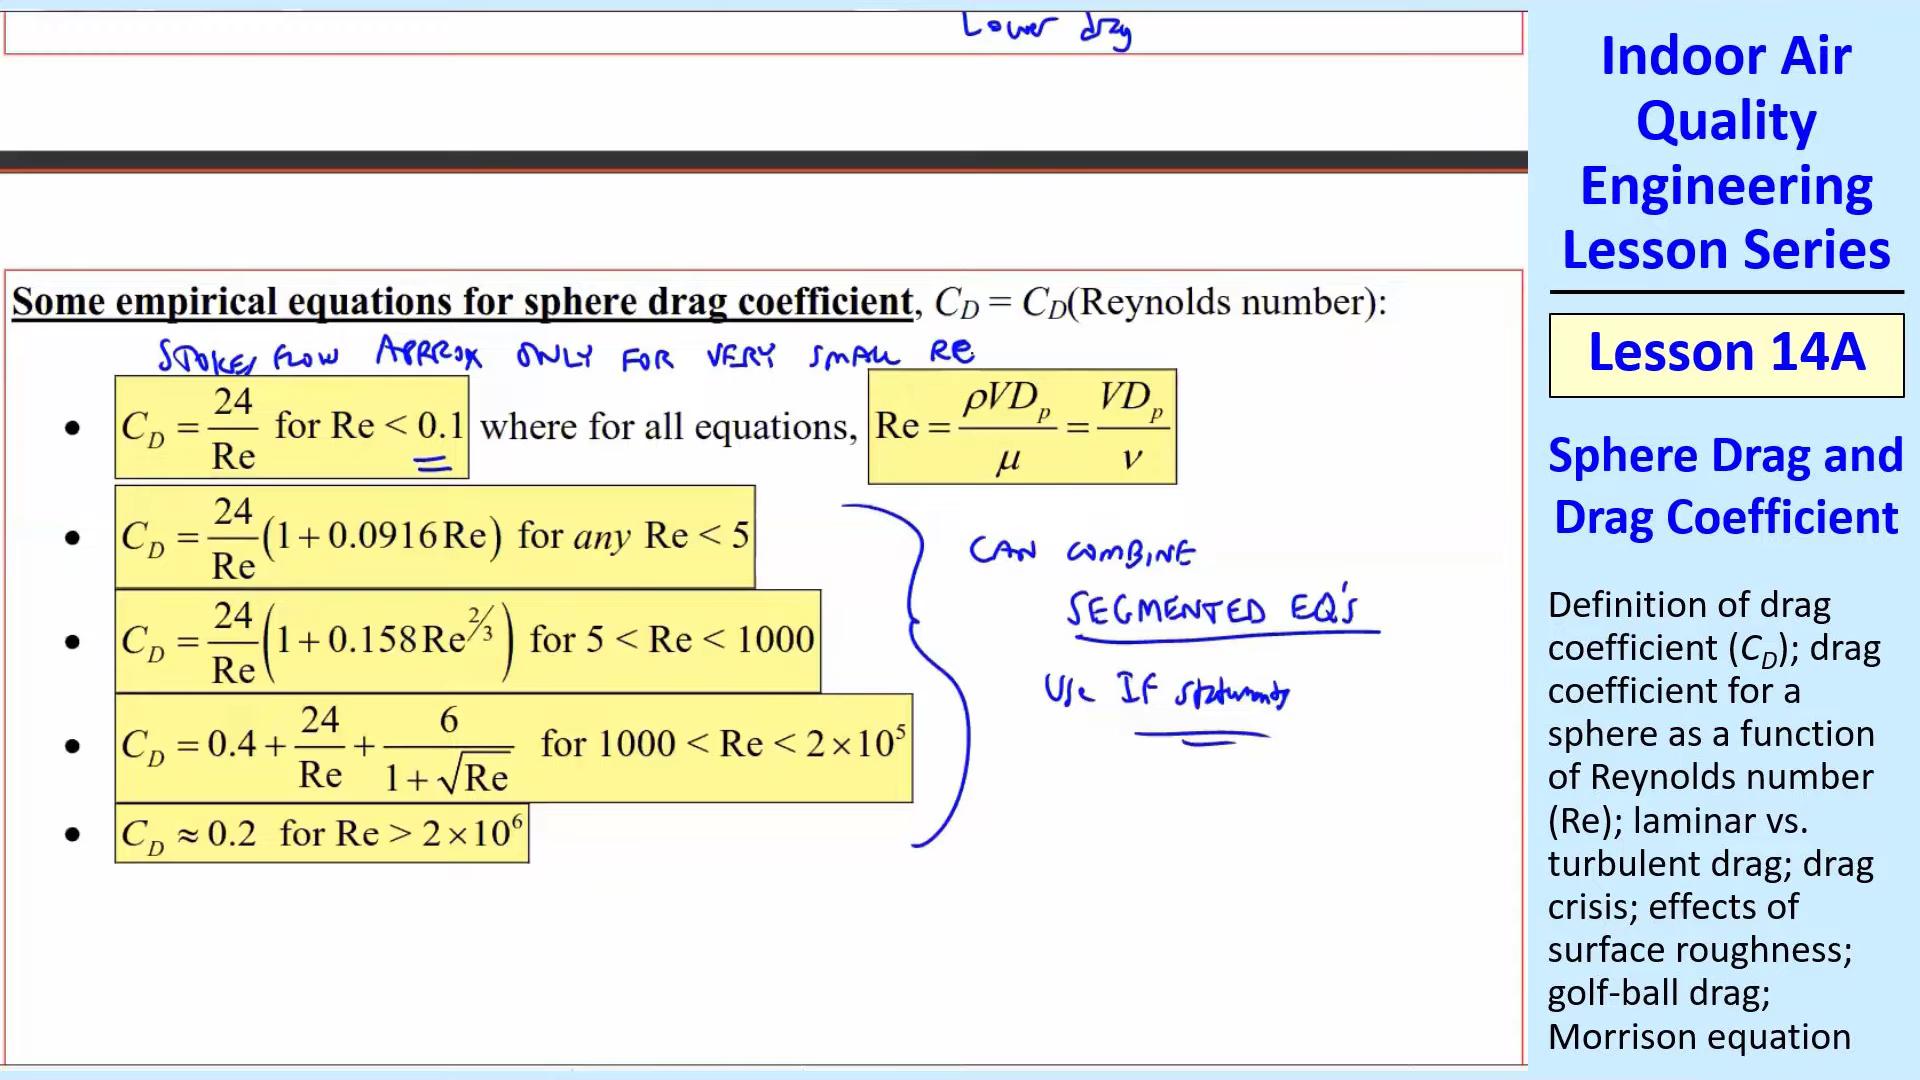 Lower drag
Some empirical equations for sphere drag coefficient, C_D = C_D(Reynolds number):
STOKES FLOW APPROX ONLY FOR VERY SMALL Re
• C_D = 24/Re for Re < 0.1 where for all equations, Re = ρVD_p/μ = VD_p/ν
• C_D = 24/Re (1 + 0.0916 Re) for any Re < 5
• C_D = 24/Re (1 + 0.158 Re^{2/3}) for 5 < Re < 1000
• C_D = 0.4 + 24/Re + 6/(1 + √Re) for 1000 < Re < 2×10^5
• C_D ≈ 0.2 for Re > 2×10^6
CAN COMBINE
SEGMENTED EQ'S
Use IF statements
Indoor Air
Quality
Engineering
Lesson Series
Lesson 14A
Sphere Drag and
Drag Coefficient
Definition of drag
coefficient (C_D); drag
coefficient for a
sphere as a function
of Reynolds number
(Re); laminar vs.
turbulent drag; drag
crisis; effects of
surface roughness;
golf-ball drag;
Morrison equation